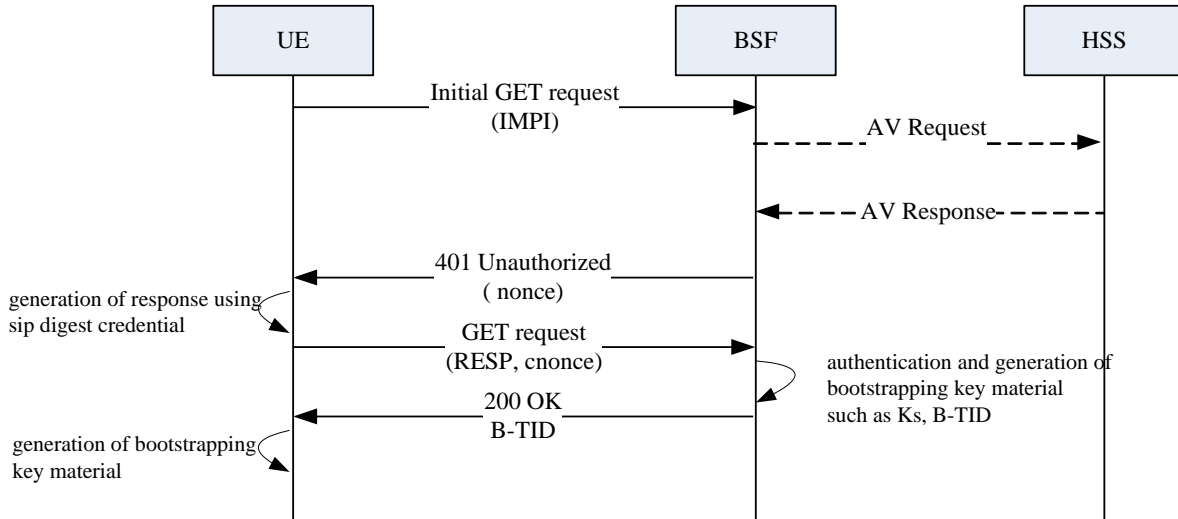 UE
BSF
HSS
Initial GET request
(IMPI)
AV Request
AV Response
401 Unauthorized
( nonce)
generation of response using
sip digest credential
GET request
(RESP, cnonce)
authentication and generation of
bootstrapping key material
such as Ks, B-TID
200 OK
B-TID
generation of bootstrapping
key material